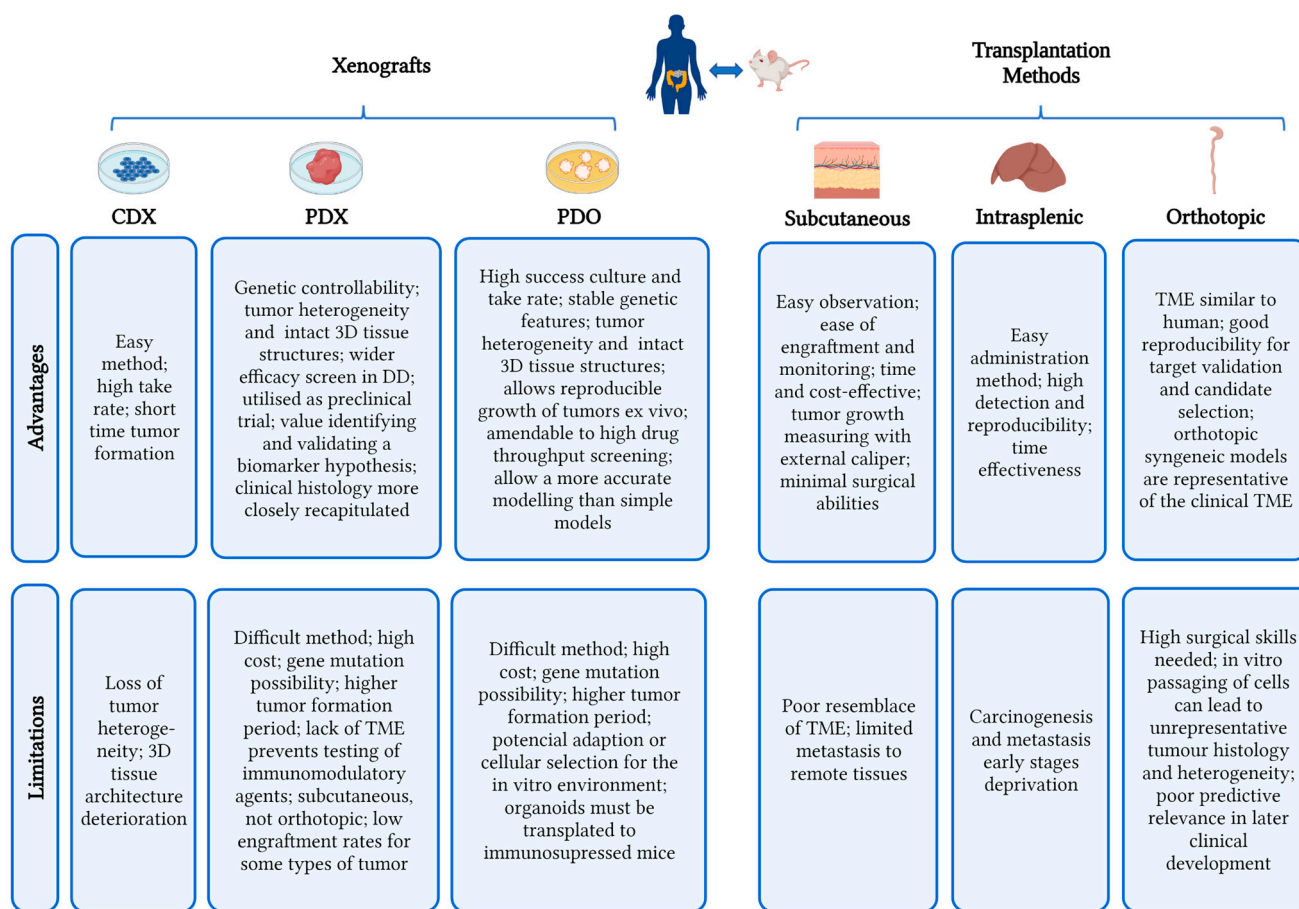 Xenografts
Transplantation
Methods
CDX
PDX
PDO
Subcutaneous
Intrasplenic
Orthotopic
Advantages
Easy
method;
high take
rate; short
time tumor
formation
Genetic controllability;
tumor heterogeneity
and intact 3D tissue
structures; wider
efficacy screen in DD;
utilised as preclinical
trial; value identifying
and validating a
biomarker hypothesis;
clinical histology more
closely recapitulated
High success culture and
take rate; stable genetic
features; tumor
heterogeneity and intact
3D tissue structures;
allows reproducible
growth of tumors ex vivo;
amendable to high drug
throughput screening;
allow a more accurate
modelling than simple
models
Easy observation;
ease of
engraftment and
monitoring; time
and cost-effective;
tumor growth
measuring with
external caliper;
minimal surgical
abilities
Easy
administration
method; high
detection and
reproducibility;
time
effectiveness
TME similar to
human; good
reproducibility for
target validation
and candidate
selection;
orthotopic
syngeneic models
are representative
of the clinical TME
Limitations
Loss of
tumor
heteroge-
neity; 3D
tissue
architecture
deterioration
Difficult method; high
cost; gene mutation
possibility; higher
tumor formation
period; lack of TME
prevents testing of
immunomodulatory
agents; subcutaneous,
not orthotopic; low
engraftment rates for
some types of tumor
Difficult method; high
cost; gene mutation
possibility; higher tumor
formation period;
potencial adaption or
cellular selection for the
in vitro environment;
organoids must be
transplated to
immunosupressed mice
Poor resemblace
of TME; limited
metastasis to
remote tissues
Carcinogenesis
and metastasis
early stages
deprivation
High surgical skills
needed; in vitro
passaging of cells
can lead to
unrepresentative
tumour histology
and heterogeneity;
poor predictive
relevance in later
clinical
development